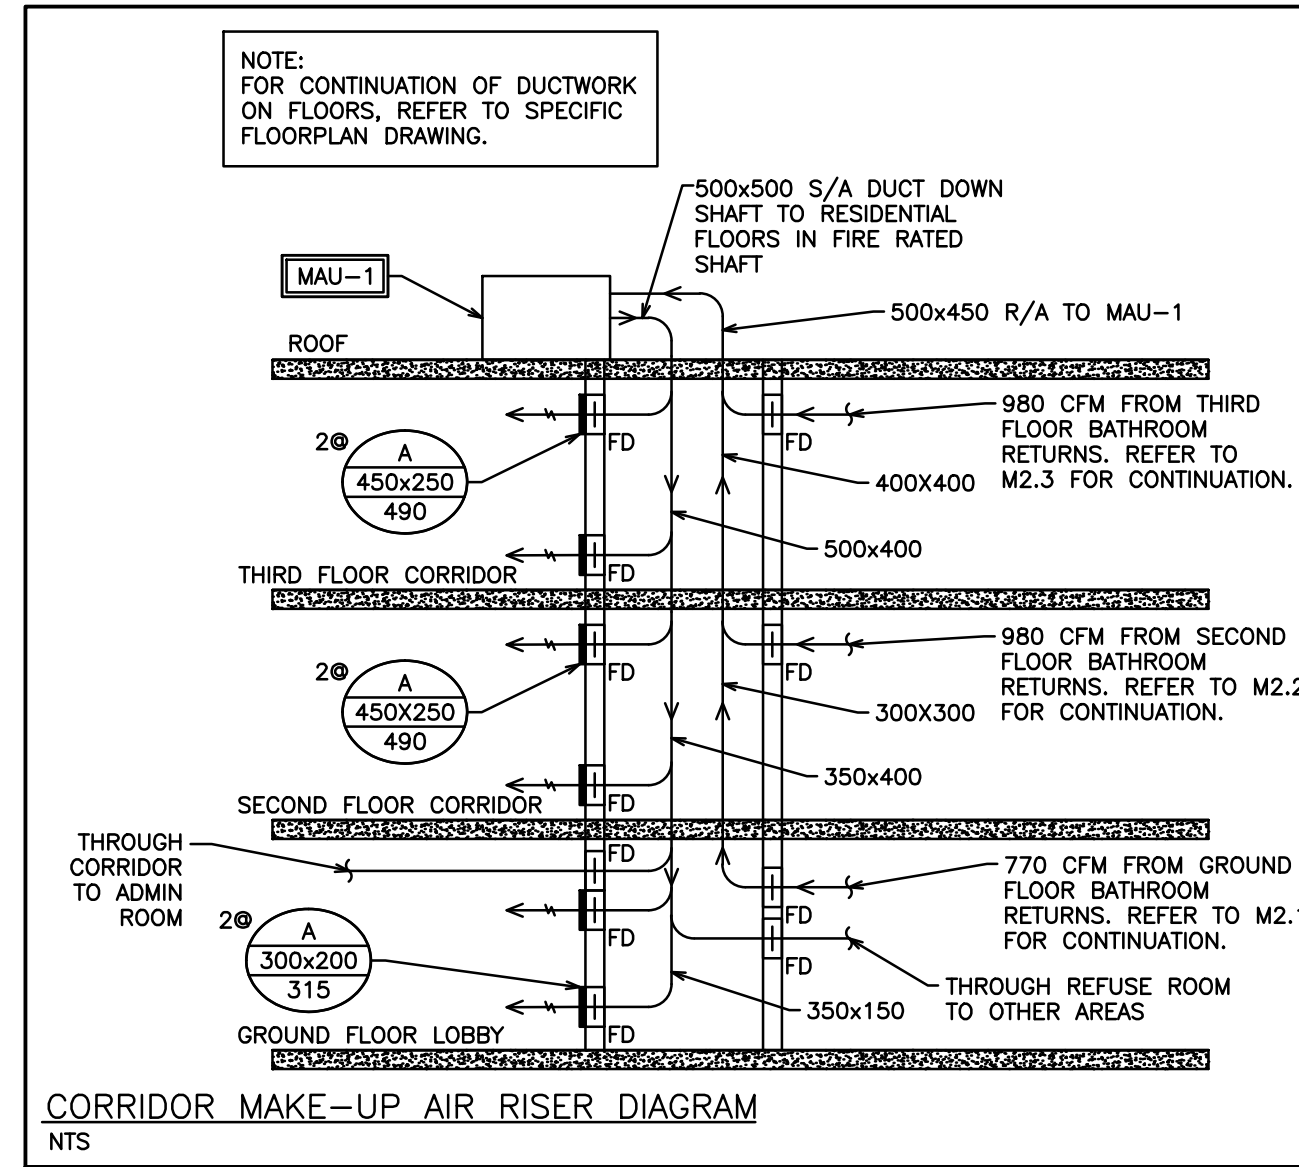 NOTE:
FOR CONTINUATION OF DUCTWORK
ON FLOORS, REFER TO SPECIFIC
FLOORPLAN DRAWING.
500x500 S/A DUCT DOWN
SHAFT TO RESIDENTIAL
FLOORS IN FIRE RATED
SHAFT
MAU-1
500x450 R/A TO MAU-1
ROOF
980 CFM FROM THIRD
FLOOR BATHROOM
RETURNS. REFER TO
M2.3 FOR CONTINUATION.
2@
A
450x250
490
FD
FD
400X400
500x400
THIRD FLOOR CORRIDOR
FD
980 CFM FROM SECOND
FLOOR BATHROOM
RETURNS. REFER TO M2.2
FOR CONTINUATION.
2@
A
450X250
490
FD
FD
300X300
350x400
SECOND FLOOR CORRIDOR
FD
THROUGH
CORRIDOR
TO ADMIN
ROOM
FD
770 CFM FROM GROUND
FLOOR BATHROOM
RETURNS. REFER TO M2.1
FOR CONTINUATION.
2@
A
300x200
315
FD
FD
FD
THROUGH REFUSE ROOM
TO OTHER AREAS
350x150
GROUND FLOOR LOBBY
FD
CORRIDOR MAKE-UP AIR RISER DIAGRAM
NTS